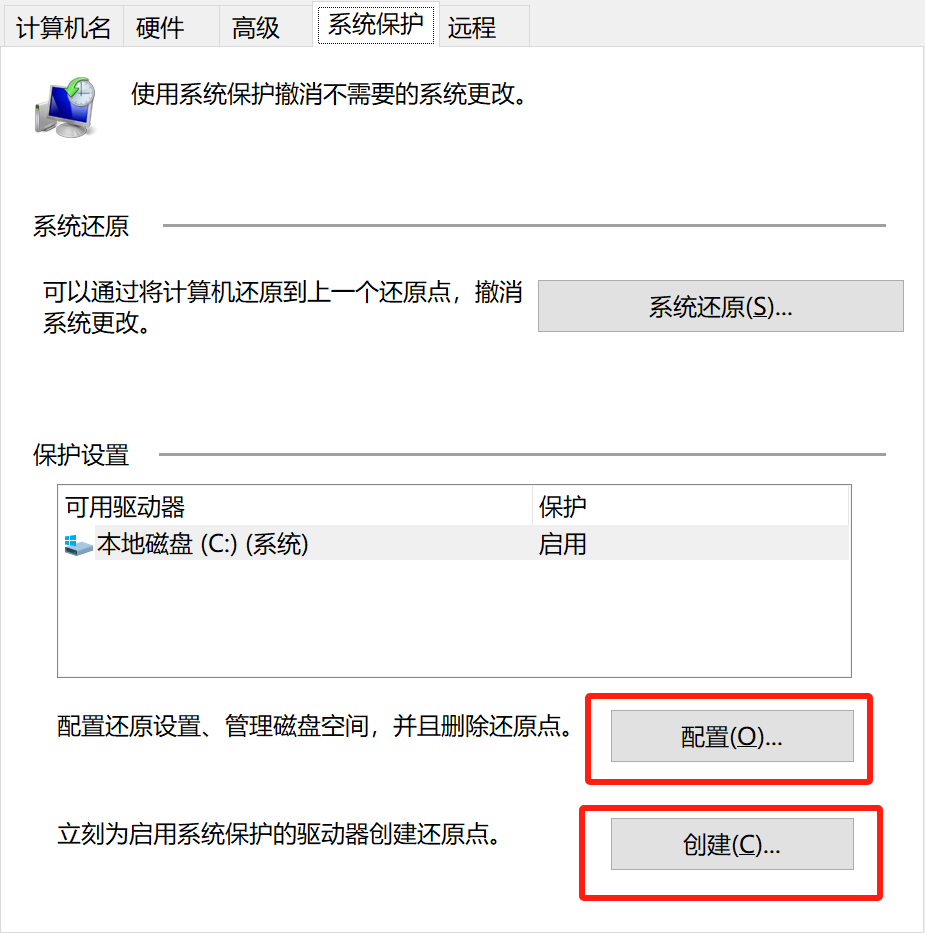 计算机名 硬件 高级 系统保护 远程
使用系统保护撤消不需要的系统更改。
系统还原
可以通过将计算机还原到上一个还原点，撤消
系统更改。
系统还原(S)...
保护设置
可用驱动器 保护
本地磁盘 (C:) (系统) 启用
配置还原设置、管理磁盘空间，并且删除还原点。
配置(O)...
立刻为启用系统保护的驱动器创建还原点。
创建(C)...